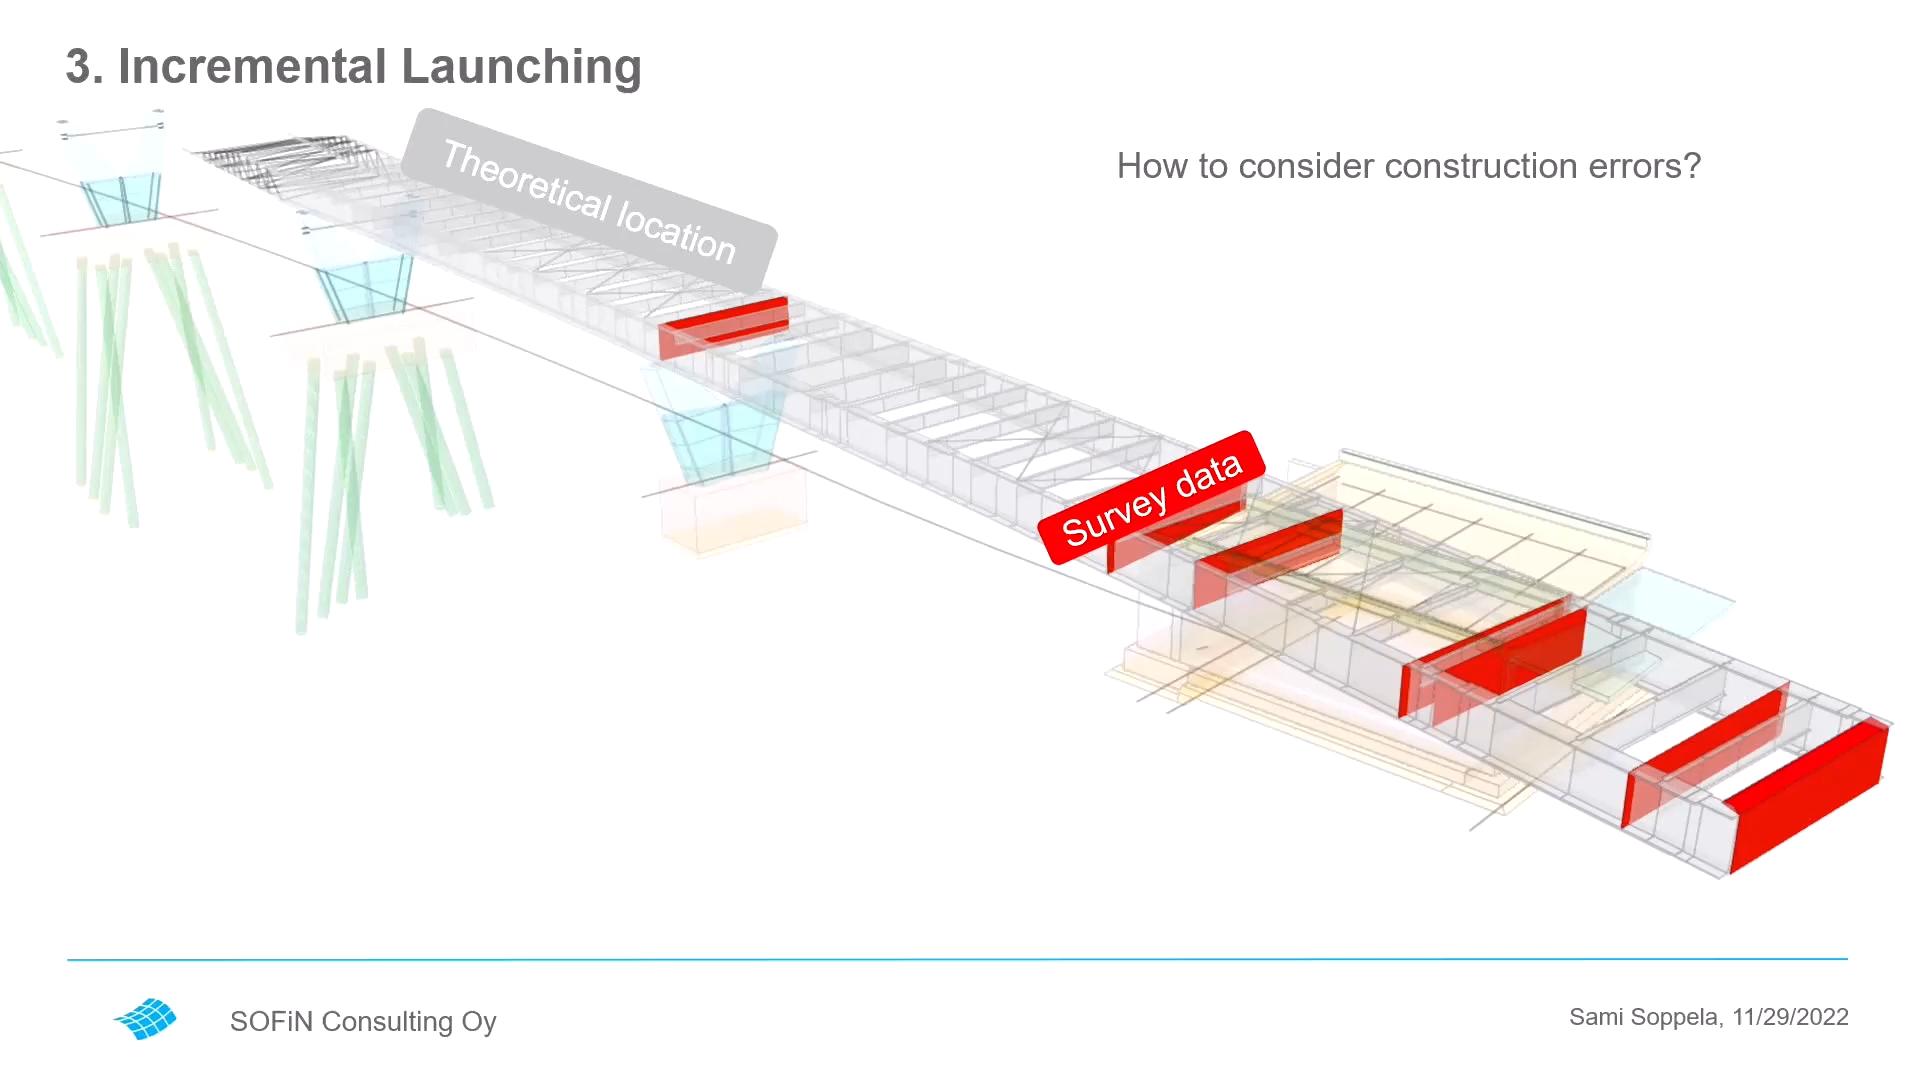 3. Incremental Launching
Theoretical location
How to consider construction errors?
Survey data
SOFiN Consulting Oy
Sami Soppela, 11/29/2022